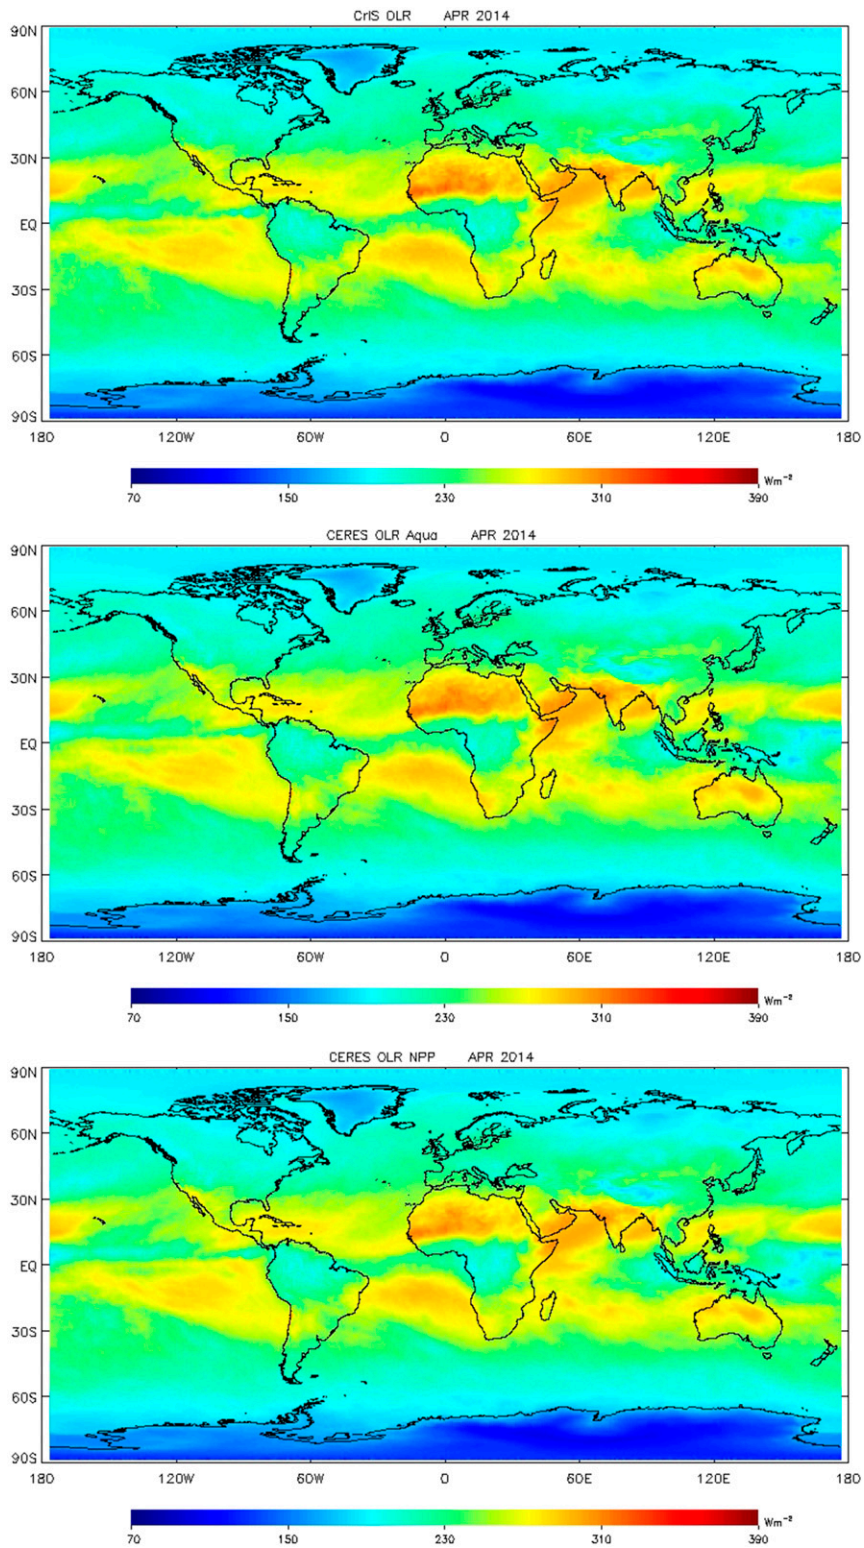 CrIS OLR APR 2014
90N
60N
30N
EQ
30S
60S
90S
180 120W 60W 0 60E 120E 180
70 150 230 310 390 Wm⁻²
CERES OLR Aqua APR 2014
90N
60N
30N
EQ
30S
60S
90S
180 120W 60W 0 60E 120E 180
70 150 230 310 390 Wm⁻²
CERES OLR NPP APR 2014
90N
60N
30N
EQ
30S
60S
90S
180 120W 60W 0 60E 120E 180
70 150 230 310 390 Wm⁻²